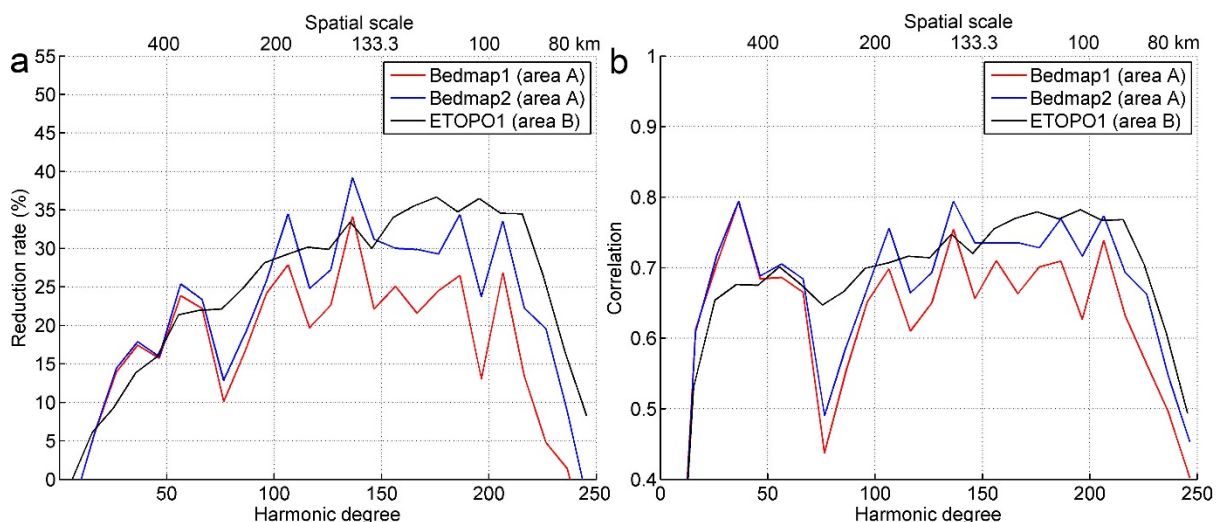 Spatial scale
400 200 133.3 100 80 km
a
55
50
45
40
35
30
25
20
15
10
5
0
Reduction rate (%)
Bedmap1 (area A)
Bedmap2 (area A)
ETOPO1 (area B)
50 100 150 200 250
Harmonic degree
Spatial scale
400 200 133.3 100 80 km
b
1
0.9
0.8
0.7
0.6
0.5
0.4
Correlation
Bedmap1 (area A)
Bedmap2 (area A)
ETOPO1 (area B)
0 50 100 150 200 250
Harmonic degree